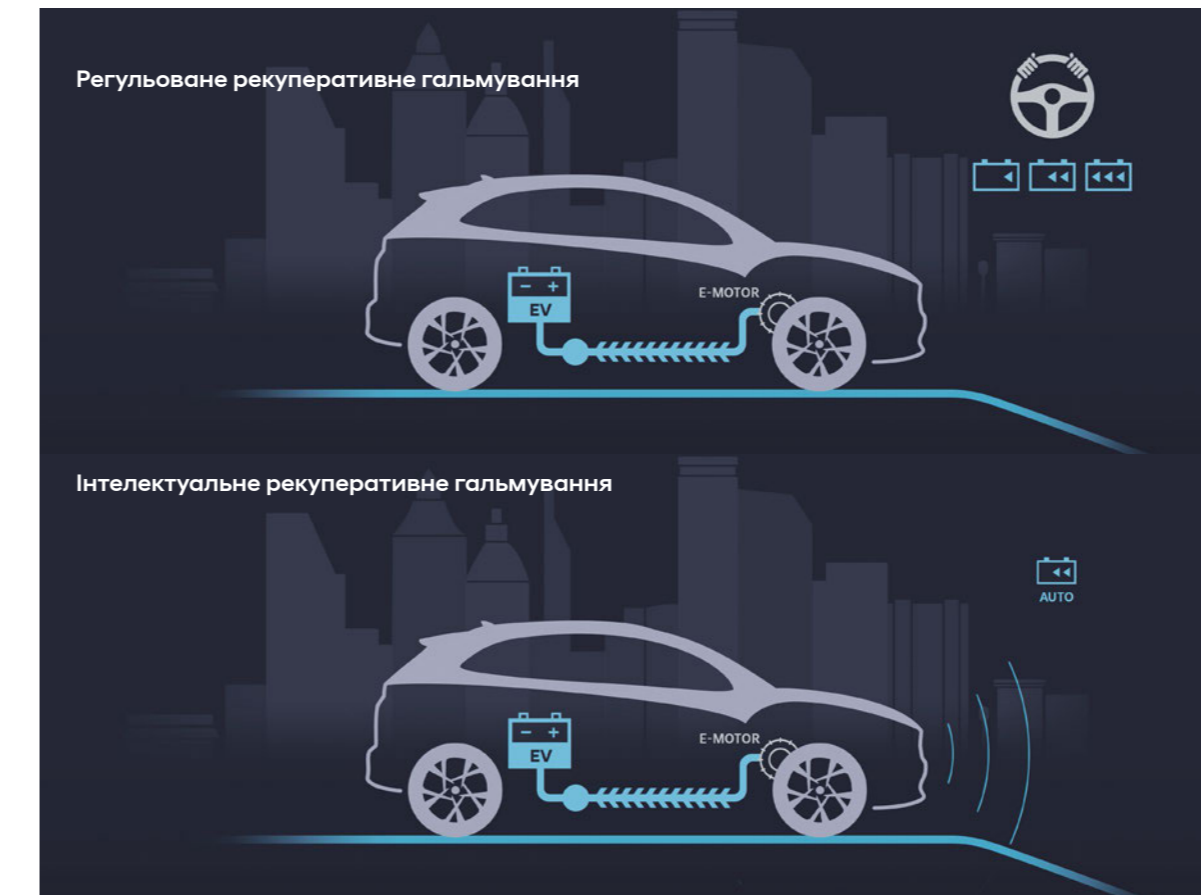 Регульоване рекуперативне гальмування
E-MOTOR
- +
EV
Інтелектуальне рекуперативне гальмування
AUTO
E-MOTOR
- +
EV